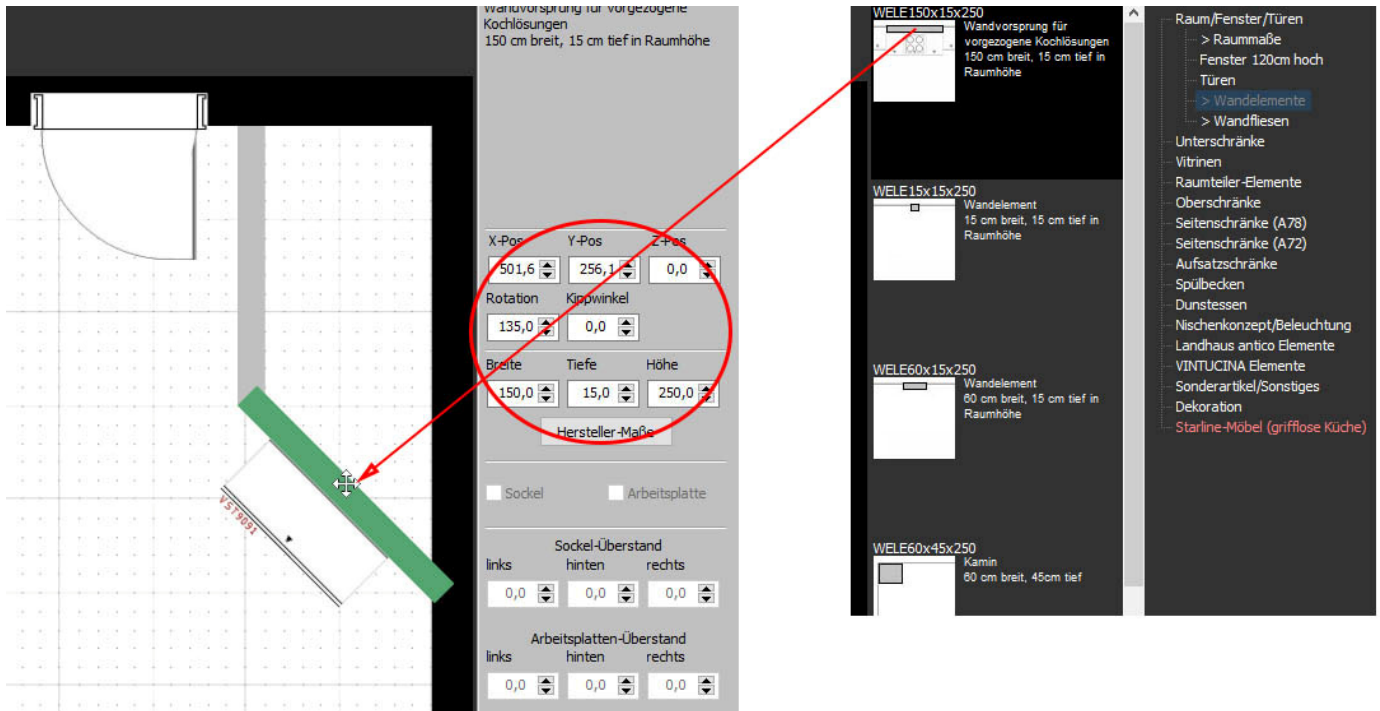 Wandvorsprung für vorgezogene
Kochlösungen
150 cm breit, 15 cm tief in Raumhöhe
X-Pos Y-Pos Z-Pos
501,6 256,1 0,0
Rotation Kippwinkel
135,0 0,0
Breite Tiefe Höhe
150,0 15,0 250,0
Hersteller-Maße
Sockel Arbeitsplatte
Sockel-Überstand
links hinten rechts
0,0 0,0 0,0
Arbeitsplatten-Überstand
links hinten rechts
0,0 0,0 0,0
VST9091
WELE150x15x250
Wandvorsprung für
vorgezogene Kochlösungen
150 cm breit, 15 cm tief in
Raumhöhe
WELE15x15x250
Wandelement
15 cm breit, 15 cm tief in
Raumhöhe
WELE60x15x250
Wandelement
60 cm breit, 15 cm tief in
Raumhöhe
WELE60x45x250
Kamin
60 cm breit, 45cm tief
Raum/Fenster/Türen
> Raummaße
Fenster 120cm hoch
Türen
> Wandelemente
> Wandfliesen
Unterschränke
Vitrinen
Raumteiler-Elemente
Oberschränke
Seitenschränke (A78)
Seitenschränke (A72)
Aufsatzschränke
Spülbecken
Dunstessen
Nischenkonzept/Beleuchtung
Landhaus antico Elemente
VINTUCINA Elemente
Sonderartikel/Sonstiges
Dekoration
Starline-Möbel (grifflose Küche)